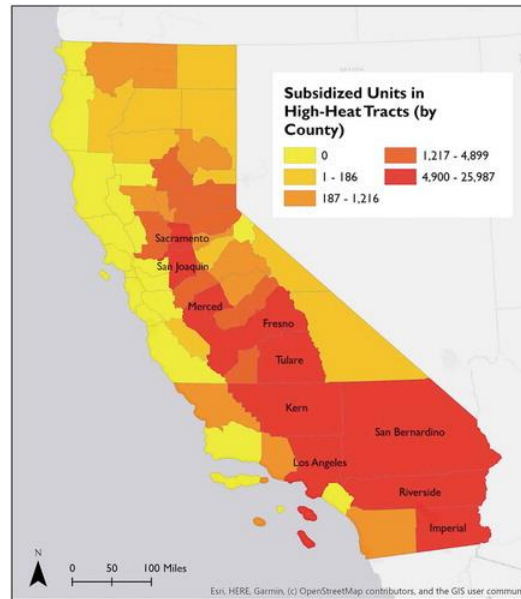 Subsidized Units in
High-Heat Tracts (by
County)
0
1,217 - 4,899
1 - 186
4,900 - 25,987
187 - 1,216
Sacramento
San Joaquin
Merced
Fresno
Tulare
Kern
San Bernardino
Los Angeles
Riverside
Imperial
N
0 50 100 Miles
Esri, HERE, Garmin, (c) OpenStreetMap contributors, and the GIS user commun